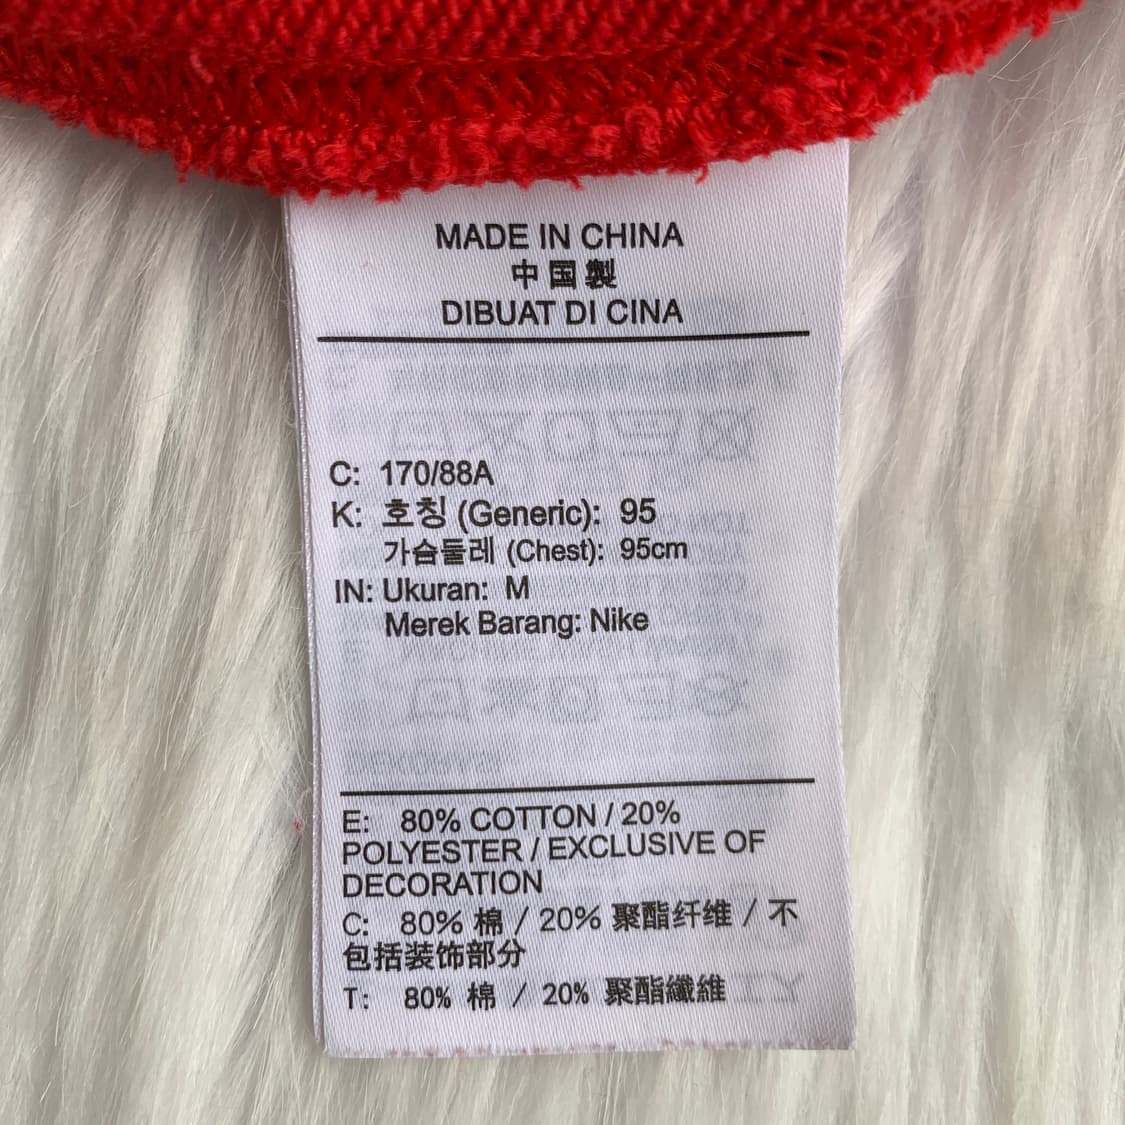 MADE IN CHINA
中国製
DIBUAT DI CINA
C: 170/88A
K: 호칭 (Generic): 95
가슴둘레 (Chest): 95cm
IN: Ukuran: M
Merek Barang: Nike
E: 80% COTTON / 20%
POLYESTER / EXCLUSIVE OF
DECORATION
C: 80% 棉 / 20% 聚酯纤维 / 不
包括装饰部分
T: 80% 棉 / 20% 聚酯纖維